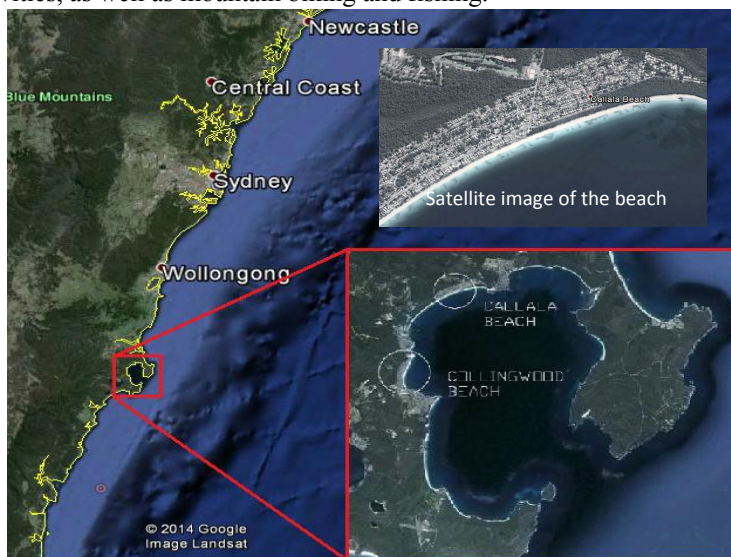 Newcastle
Central Coast
Blue Mountains
Sydney
Wollongong
© 2014 Google
Image Landsat
Callala Beach
Satellite image of the beach
CALLALA
BEACH
COLLINGWOOD
BEACH